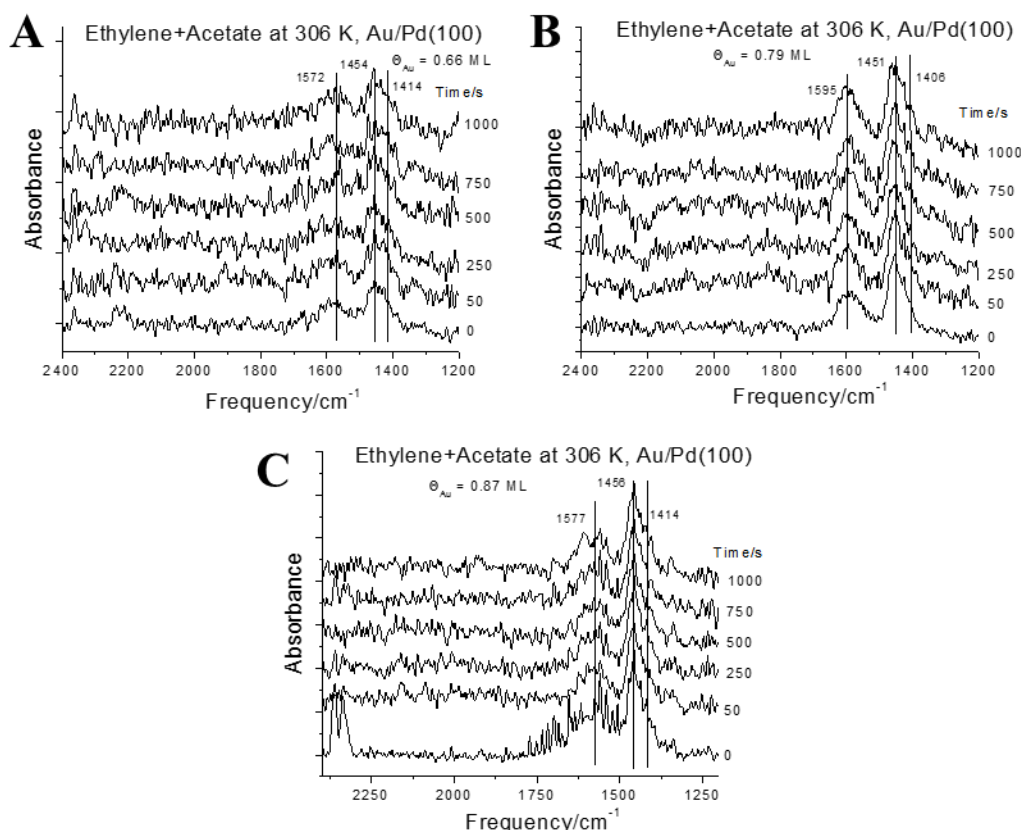 A
Ethylene+Acetate at 306 K, Au/Pd(100)
ΘAu = 0.66 ML
1572
1454
1414
Time/s
1000
750
500
250
50
0
Absorbance
2400 2200 2000 1800 1600 1400 1200
Frequency/cm-1
B
Ethylene+Acetate at 306 K, Au/Pd(100)
ΘAu = 0.79 ML
1595
1451
1406
Time/s
1000
750
500
250
50
0
Absorbance
2400 2200 2000 1800 1600 1400 1200
Frequency/cm-1
C
Ethylene+Acetate at 306 K, Au/Pd(100)
ΘAu = 0.87 ML
1577
1456
1414
Time/s
1000
750
500
250
50
0
Absorbance
2250 2000 1750 1500 1250
Frequency/cm-1